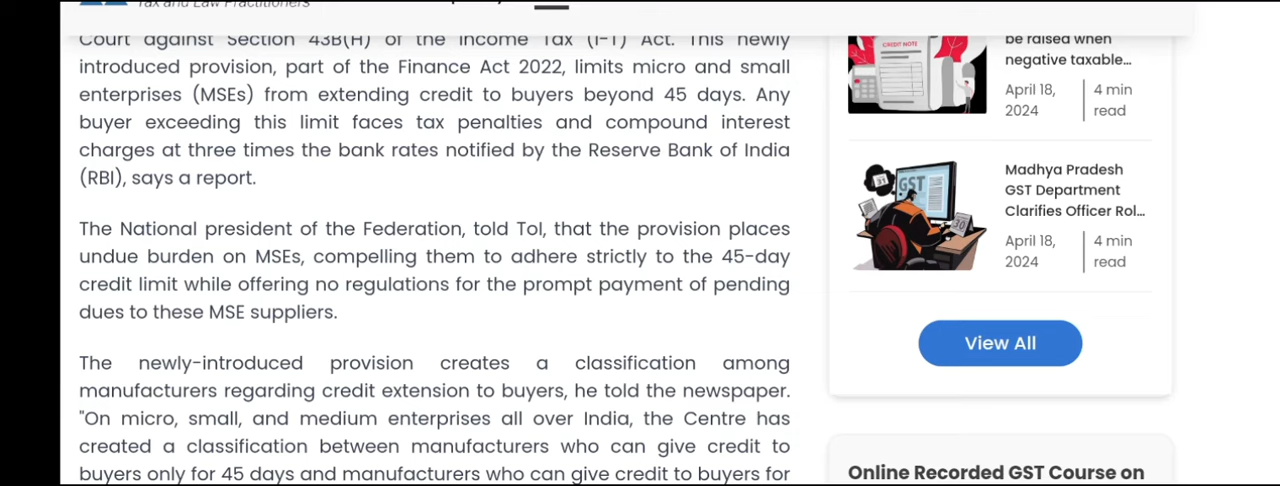 Tax and Law Practitioners
Court against Section 43B(H) of the Income Tax (I-T) Act. This newly
introduced provision, part of the Finance Act 2022, limits micro and small
enterprises (MSEs) from extending credit to buyers beyond 45 days. Any
buyer exceeding this limit faces tax penalties and compound interest
charges at three times the bank rates notified by the Reserve Bank of India
(RBI), says a report.
The National president of the Federation, told ToI, that the provision places
undue burden on MSEs, compelling them to adhere strictly to the 45-day
credit limit while offering no regulations for the prompt payment of pending
dues to these MSE suppliers.
The newly-introduced provision creates a classification among
manufacturers regarding credit extension to buyers, he told the newspaper.
"On micro, small, and medium enterprises all over India, the Centre has
created a classification between manufacturers who can give credit to
buyers only for 45 days and manufacturers who can give credit to buyers for
CREDIT NOTE
be raised when
negative taxable...
April 18,
2024
4 min
read
31
GST
30
Madhya Pradesh
GST Department
Clarifies Officer Rol...
April 18,
2024
4 min
read
View All
Online Recorded GST Course on